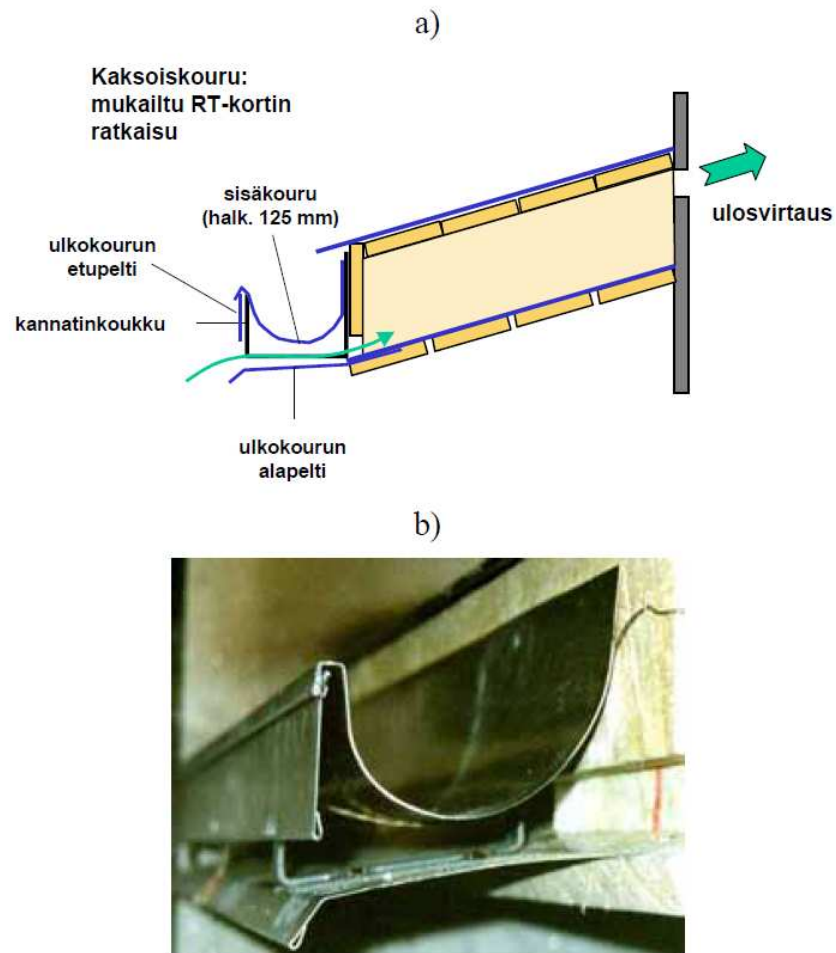 a)
Kaksoiskouru:
mukailtu RT-kortin
ratkaisu
sisäkouru
(halk. 125 mm)
ulkokourun
etupelti
kannatinkoukku
ulosvirtaus
ulkokourun
alapelti
b)